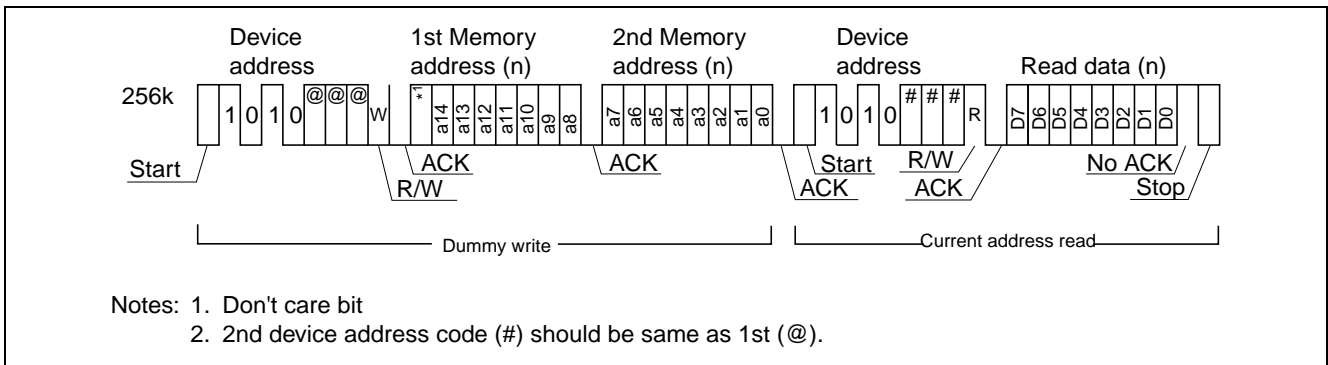 Device address 1st Memory address (n) 2nd Memory address (n) Device address Read data (n)
256k 1 0 1 0 @ @ @ W *1 a14 a13 a12 a11 a10 a9 a8 a7 a6 a5 a4 a3 a2 a1 a0 1 0 1 0 # # # R D7 D6 D5 D4 D3 D2 D1 D0
Start ACK ACK Start R/W No ACK
R/W ACK ACK Stop
Dummy write Current address read
Notes: 1. Don't care bit
2. 2nd device address code (#) should be same as 1st (@).